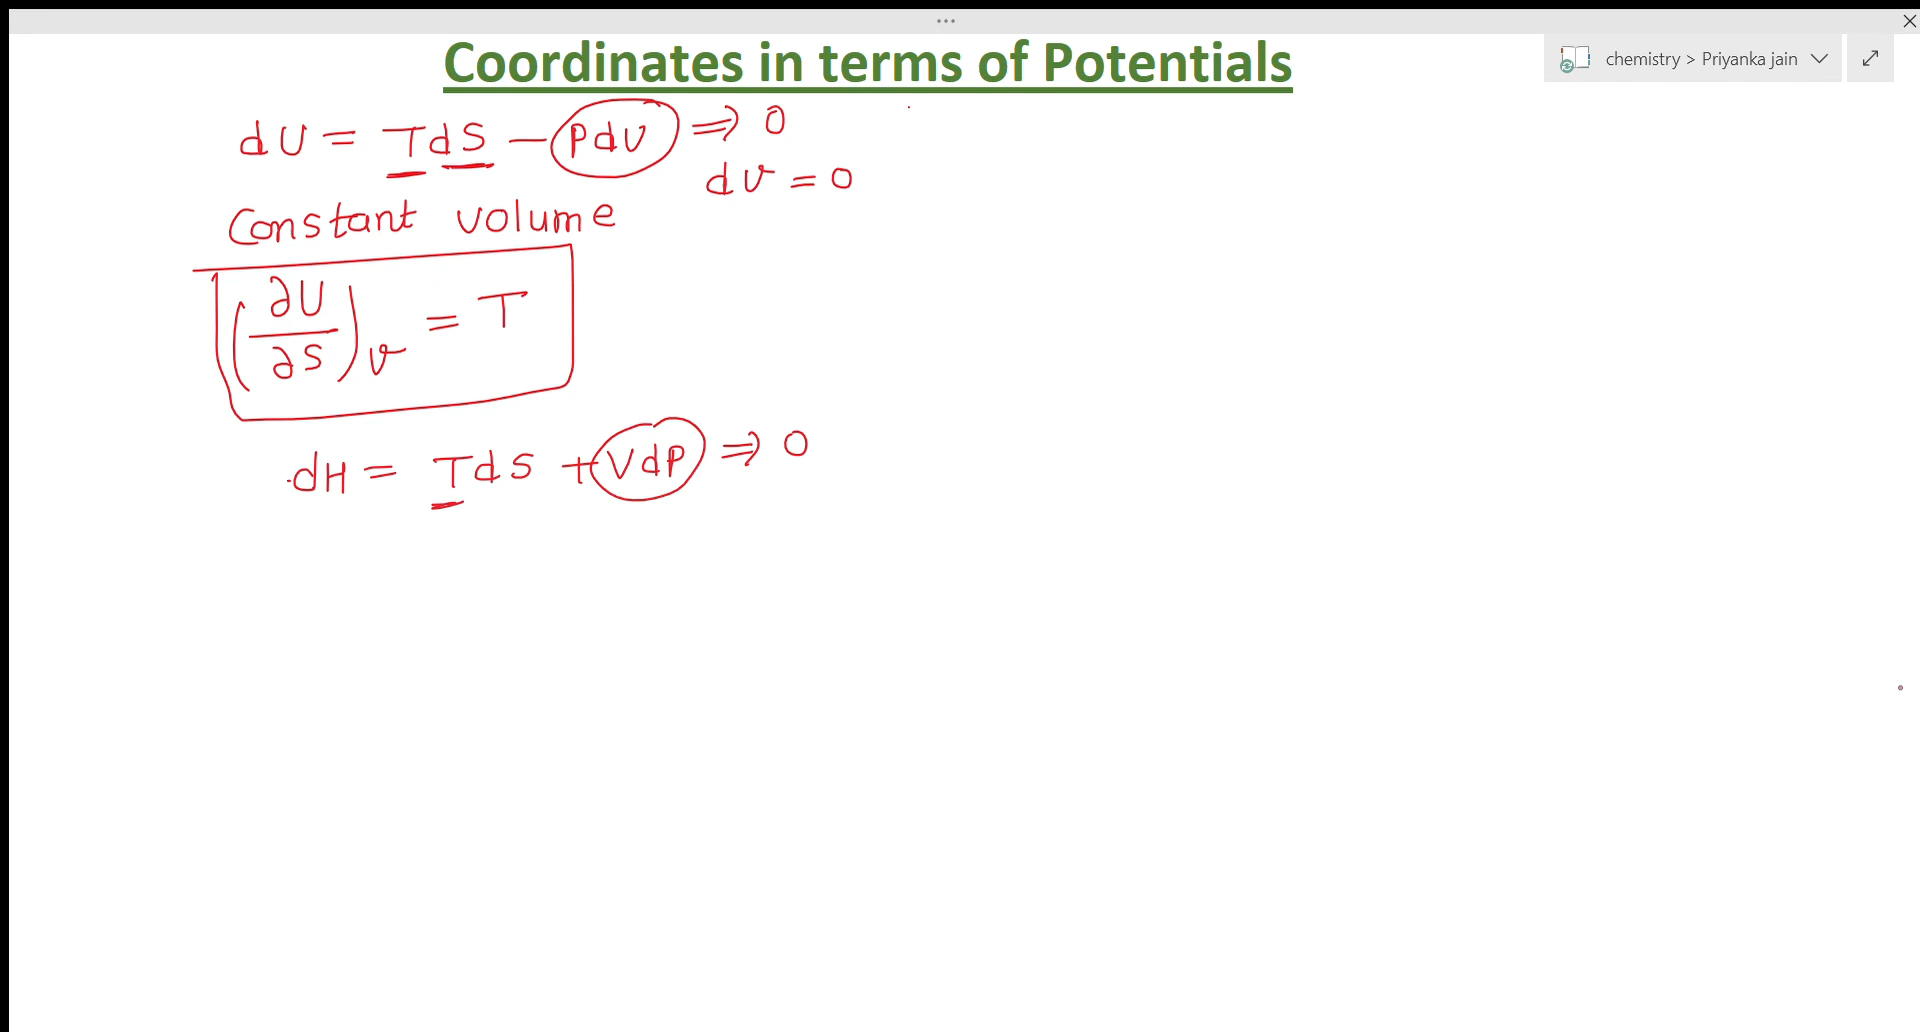 Coordinates in terms of Potentials
chemistry > Priyanka jain
dU = TdS - PdV ⇒ 0
dV = 0
Constant volume
(∂U/∂S)V = T
dH = TdS + VdP ⇒ 0